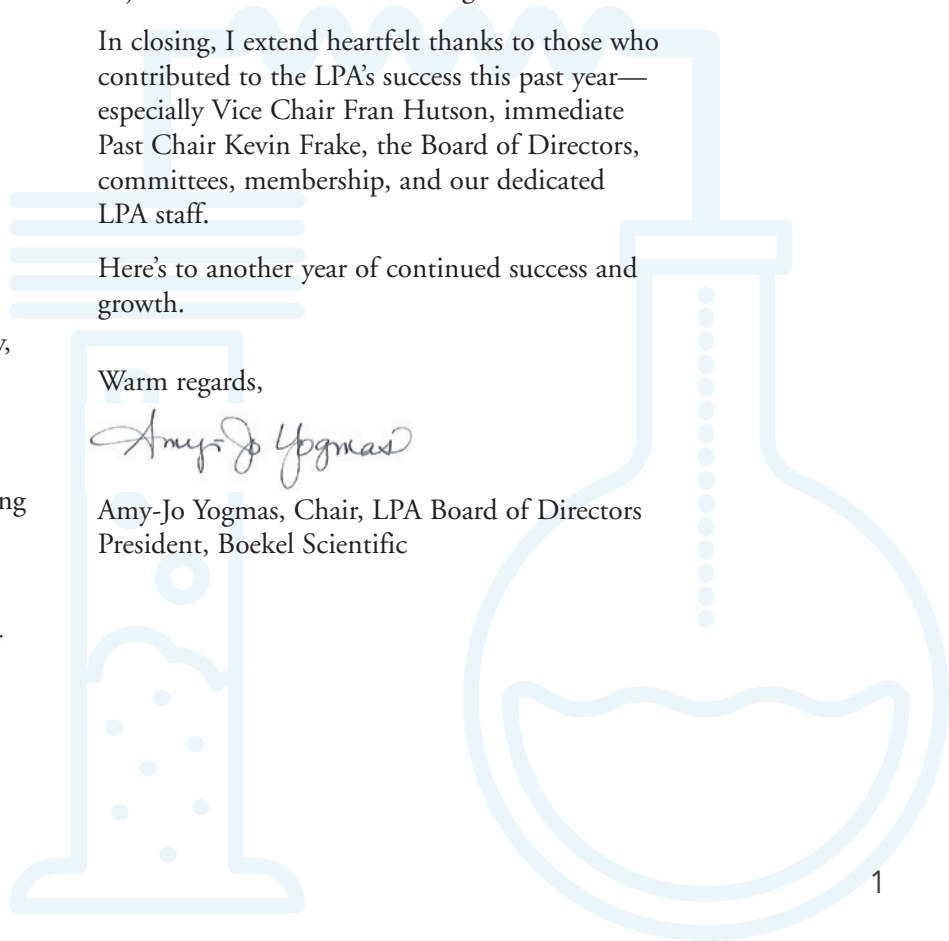 In closing, I extend heartfelt thanks to those who
contributed to the LPA’s success this past year—
especially Vice Chair Fran Hutson, immediate
Past Chair Kevin Frake, the Board of Directors,
committees, membership, and our dedicated
LPA staff.
Here’s to another year of continued success and
growth.
Warm regards,
Amy-Jo Yogmas
Amy-Jo Yogmas, Chair, LPA Board of Directors
President, Boekel Scientific
1